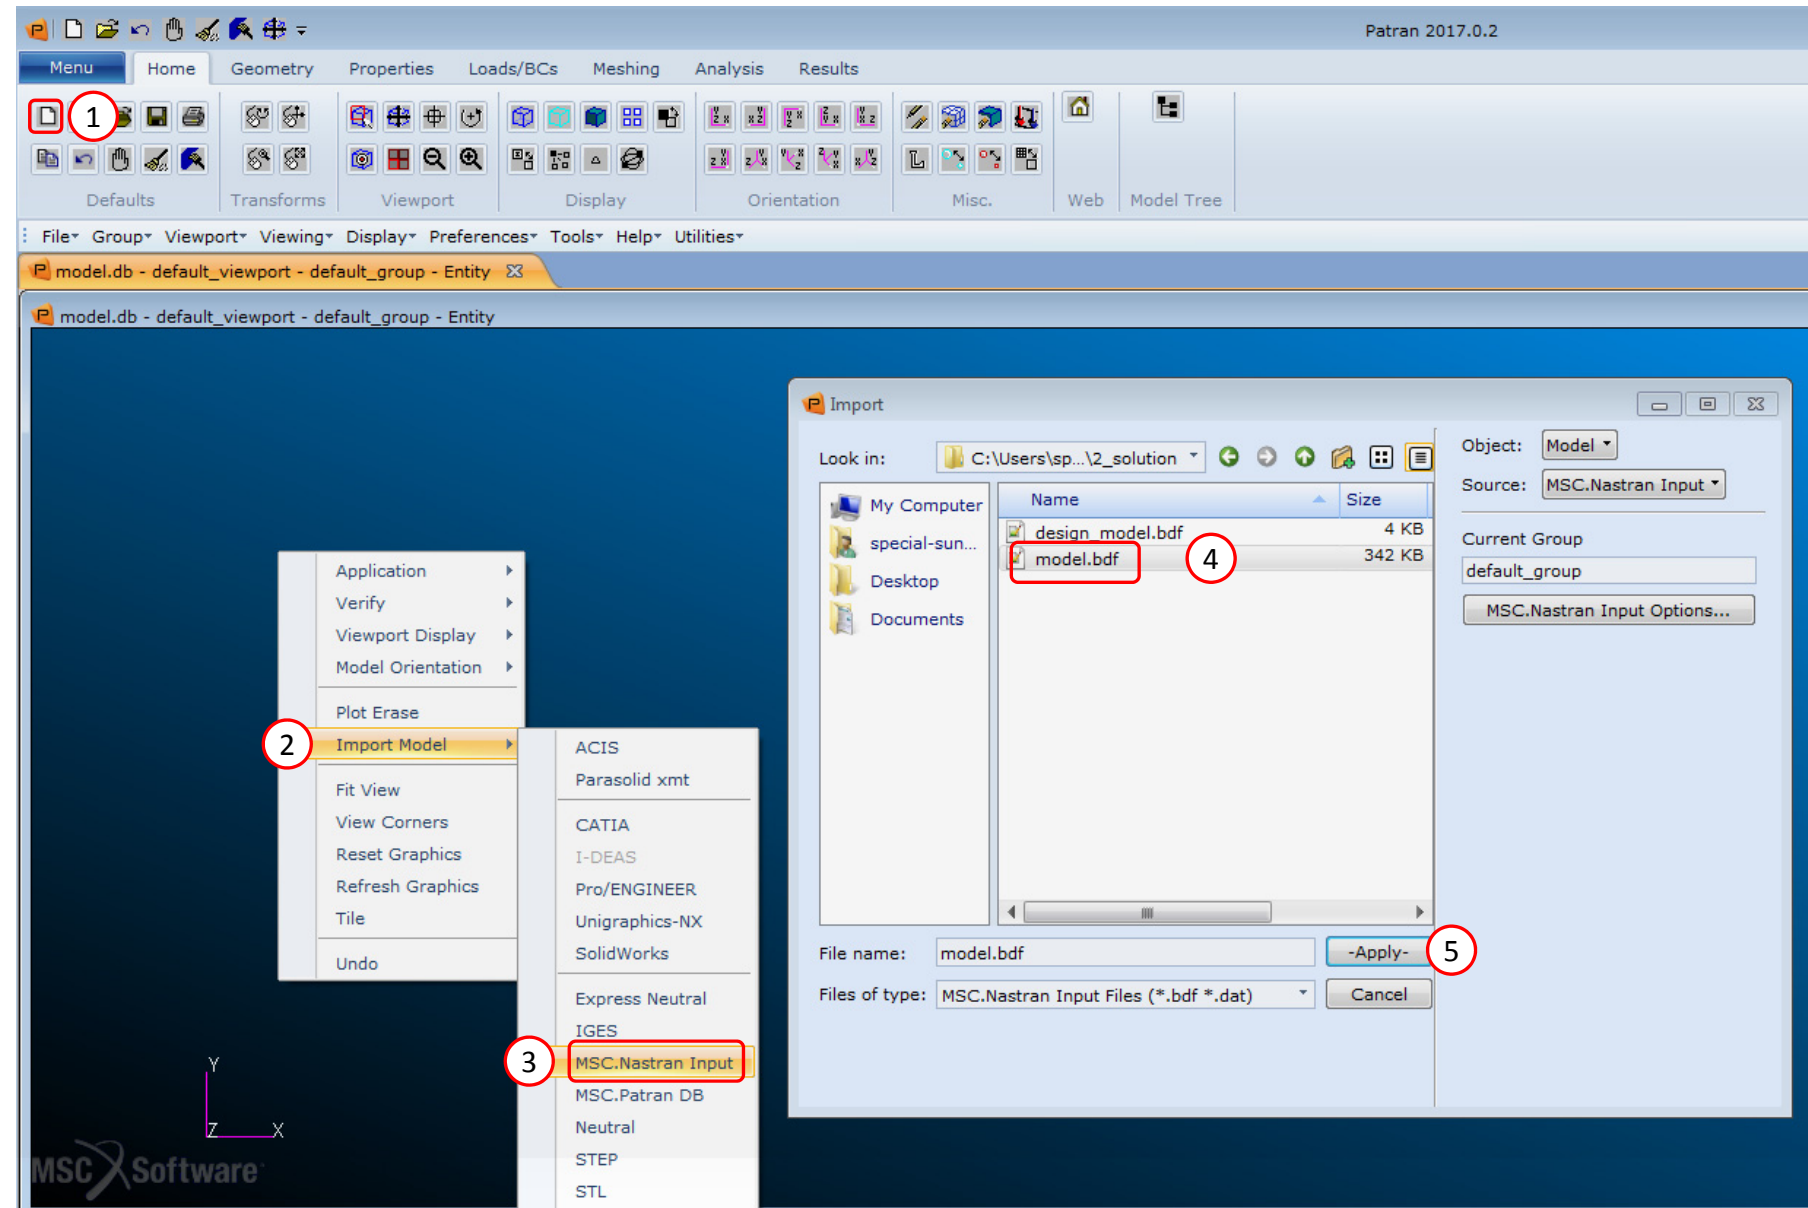 Patran 2017.0.2
Menu Home Geometry Properties Loads/BCs Meshing Analysis Results
1
Defaults Transforms Viewport Display Orientation Misc. Web Model Tree
File Group Viewport Viewing Display Preferences Tools Help Utilities
model.db - default_viewport - default_group - Entity
model.db - default_viewport - default_group - Entity
Application
Verify
Viewport Display
Model Orientation
Plot Erase
2 Import Model
Fit View
View Corners
Reset Graphics
Refresh Graphics
Tile
Undo
ACIS
Parasolid xmt
CATIA
I-DEAS
Pro/ENGINEER
Unigraphics-NX
SolidWorks
Express Neutral
IGES
3 MSC.Nastran Input
MSC.Patran DB
Neutral
STEP
STL
Import
Look in: C:\Users\sp...\2_solution
My Computer
special-sun...
Desktop
Documents
Name Size
design_model.bdf 4 KB
model.bdf 4 342 KB
File name: model.bdf -Apply- 5
Files of type: MSC.Nastran Input Files (*.bdf *.dat) Cancel
Object: Model
Source: MSC.Nastran Input
Current Group
default_group
MSC.Nastran Input Options...
Y
Z X
MSC Software